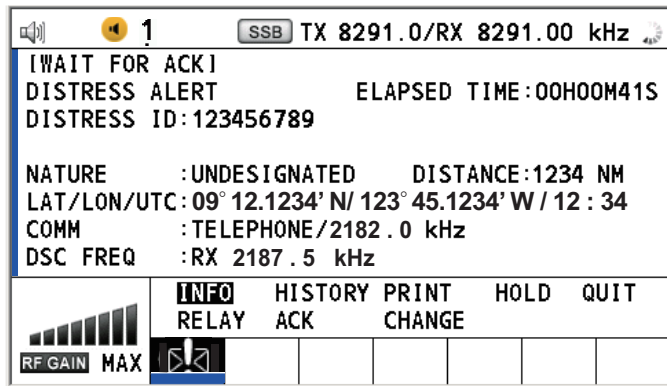 1 SSB TX 8291.0/RX 8291.00 kHz
[WAIT FOR ACK]
DISTRESS ALERT ELAPSED TIME:00H00M41S
DISTRESS ID:123456789
NATURE :UNDESIGNATED DISTANCE:1234 NM
LAT/LON/UTC:09° 12.1234' N/ 123° 45.1234' W / 12 : 34
COMM :TELEPHONE/2182 . 0 kHz
DSC FREQ :RX 2187 . 5 kHz
INFO HISTORY PRINT HOLD QUIT
RELAY ACK CHANGE
RF GAIN MAX